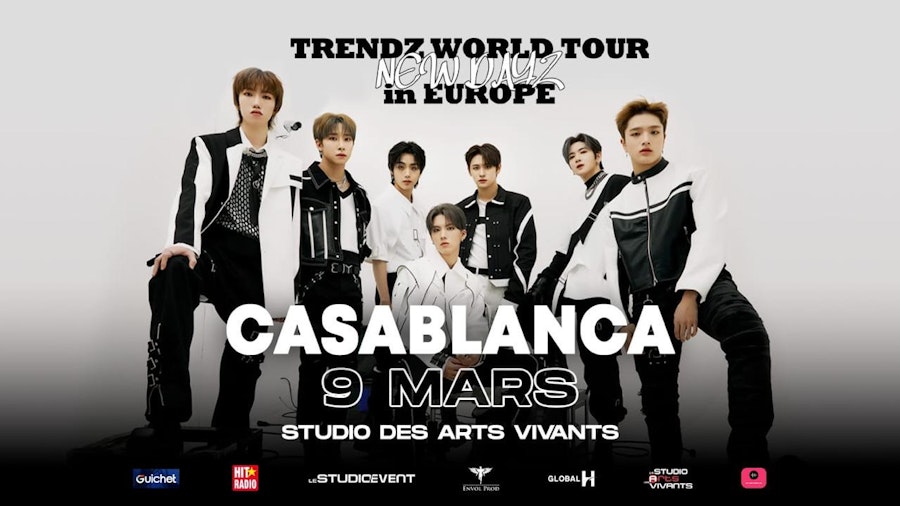 TRENDZ WORLD TOUR
NEW DAYZ
in EUROPE
CASABLANCA
9 MARS
STUDIO DES ARTS VIVANTS
Guichet
HIT RADIO
LE STUDIO EVENT
ENVOL PROD
GLOBAL H
LE STUDIO
DES Arts
VIVANTS